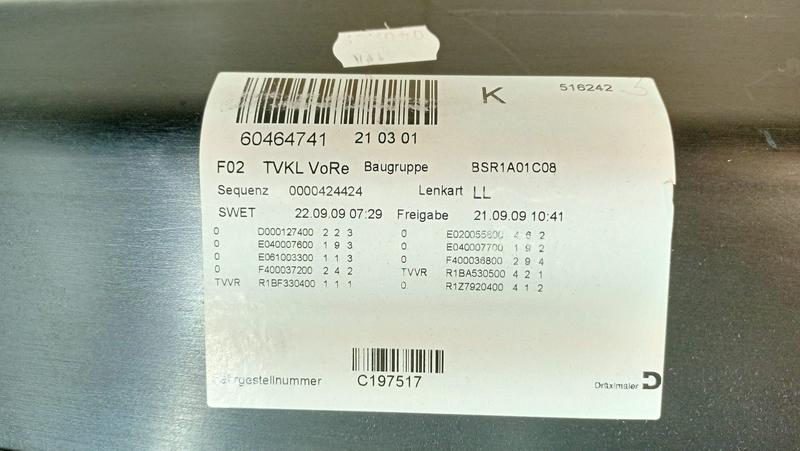 K 516242
60464741 21 03 01
F02 TVKL VoRe Baugruppe BSR1A01C08
Sequenz 0000424424 Lenkart LL
SWET 22.09.09 07:29 Freigabe 21.09.09 10:41
0 D000127400 2 2 3 0 E020055600 4 6 2
0 E040007600 1 9 3 0 E040007700 1 9 2
0 E061003300 1 1 3 0 F400036800 2 9 4
0 F400037200 2 4 2 TVVR R1BA530500 4 2 1
TVVR R1BF330400 1 1 1 0 R1Z7920400 4 1 2
Fahrgestellnummer C197517 Dräxlmaier D